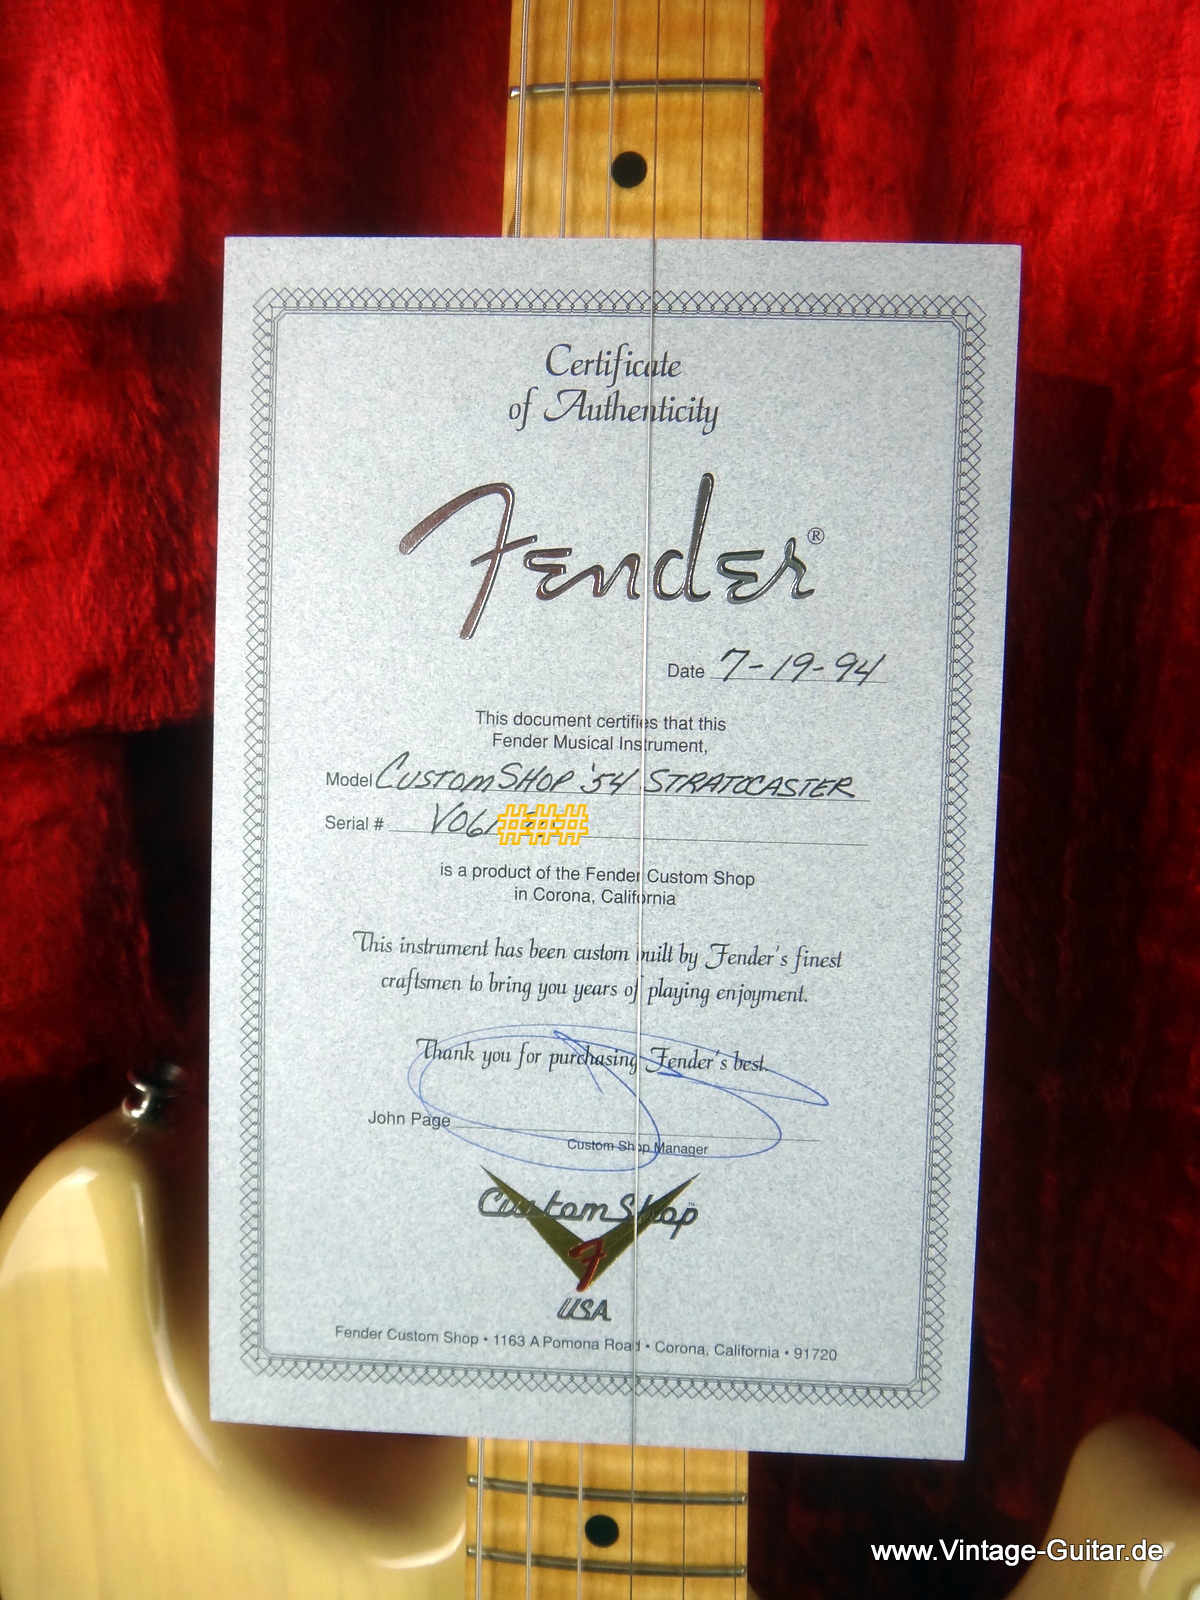 Certificate
of Authenticity
Fender®
Date 7-19-94
This document certifies that this
Fender Musical Instrument,
Model CUSTOM SHOP '54 STRATOCASTER
Serial # V061###
is a product of the Fender Custom Shop
in Corona, California
This instrument has been custom built by Fender's finest
craftsmen to bring you years of playing enjoyment.
Thank you for purchasing Fender's best.
John Page
Custom Shop Manager
Custom Shop
F
USA
Fender Custom Shop • 1163 A Pomona Road • Corona, California • 91720
www.Vintage-Guitar.de